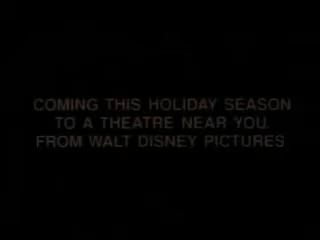 COMING THIS HOLIDAY SEASON
TO A THEATRE NEAR YOU.
FROM WALT DISNEY PICTURES